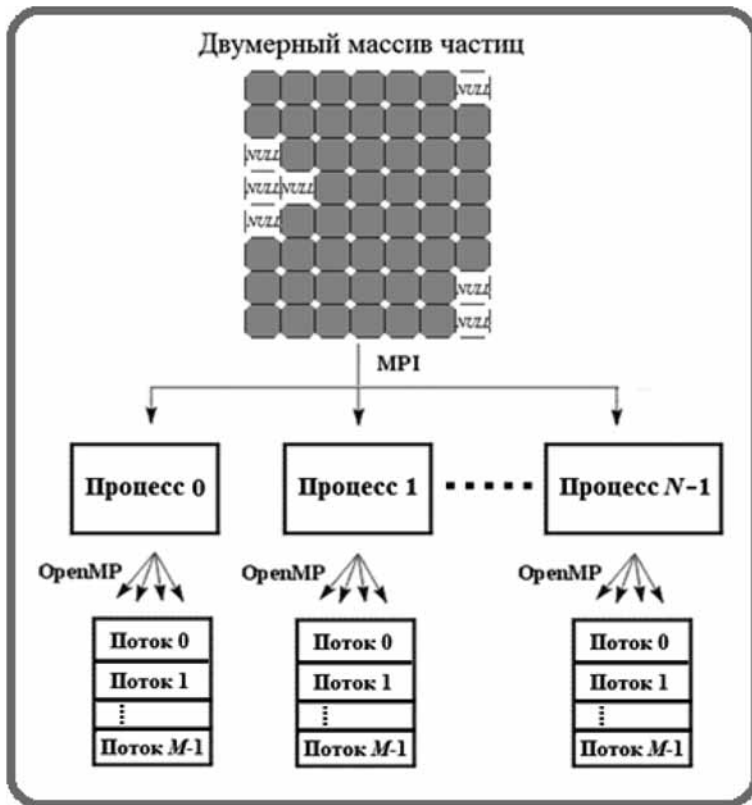 Двумерный массив частиц
NULL
NULL
NULL NULL
NULL
NULL
NULL
MPI
Процесс 0 Процесс 1 Процесс N-1
OpenMP OpenMP OpenMP
Поток 0 Поток 0 Поток 0
Поток 1 Поток 1 Поток 1
Поток M-1 Поток M-1 Поток M-1